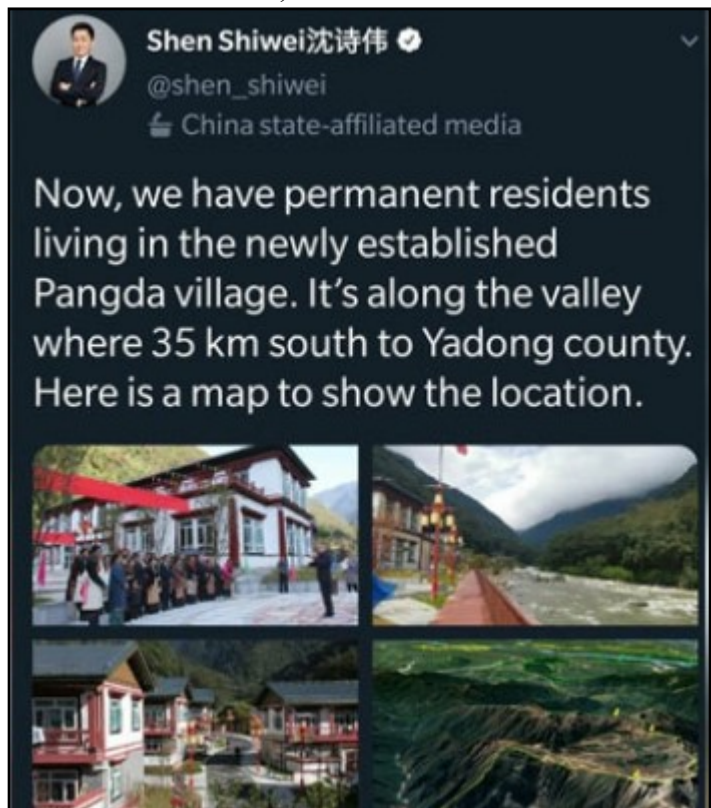 Shen Shiwei沈诗伟
@shen_shiwei
China state-affiliated media
Now, we have permanent residents
living in the newly established
Pangda village. It’s along the valley
where 35 km south to Yadong county.
Here is a map to show the location.